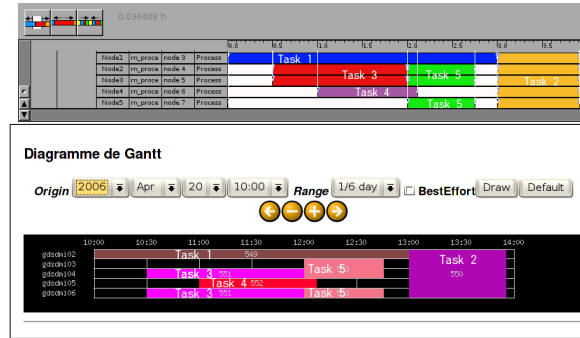 0.036409 h
0.0 0.5 1.0 1.5 2.0 2.5 3.0 3.5
Node1 m_proce node 3 Process Task 1
Node2 m_proce node 4 Process
Node3 m_proce node 5 Process Task 3 Task 5 Task 2
Node4 m_proce node 6 Process Task 4
Node5 m_proce node 7 Process Task 5
Diagramme de Gantt
Origin 2006 Apr 20 10:00 Range 1/6 day BestEffort Draw Default
10:00 10:30 11:00 11:30 12:00 12:30 13:00 13:30 14:00
gdsdmi02 Task 1 549 Task 2
gdsdmi03 Task 5
gdsdmi04 Task 3 551 550
gdsdmi05 Task 4 552
gdsdmi06 Task 3 551 Task 5